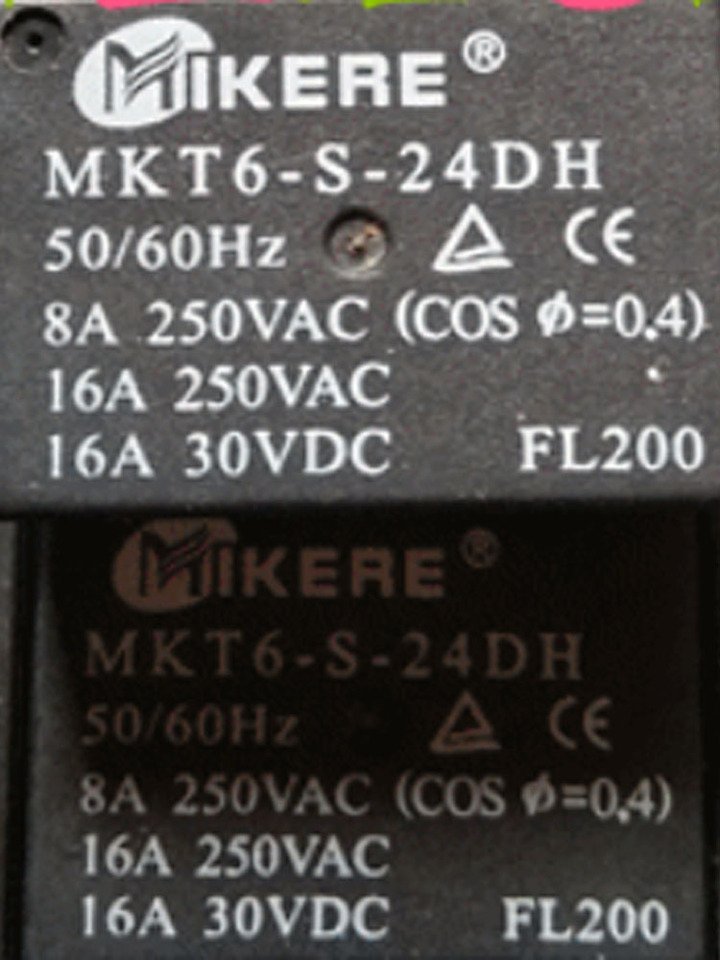 MIKERE ®
MKT6-S-24DH
50/60Hz CE
8A 250VAC (COS ϕ=0.4)
16A 250VAC
16A 30VDC FL200
MIKERE ®
MKT6-S-24DH
50/60Hz CE
8A 250VAC (COS ϕ=0.4)
16A 250VAC
16A 30VDC FL200